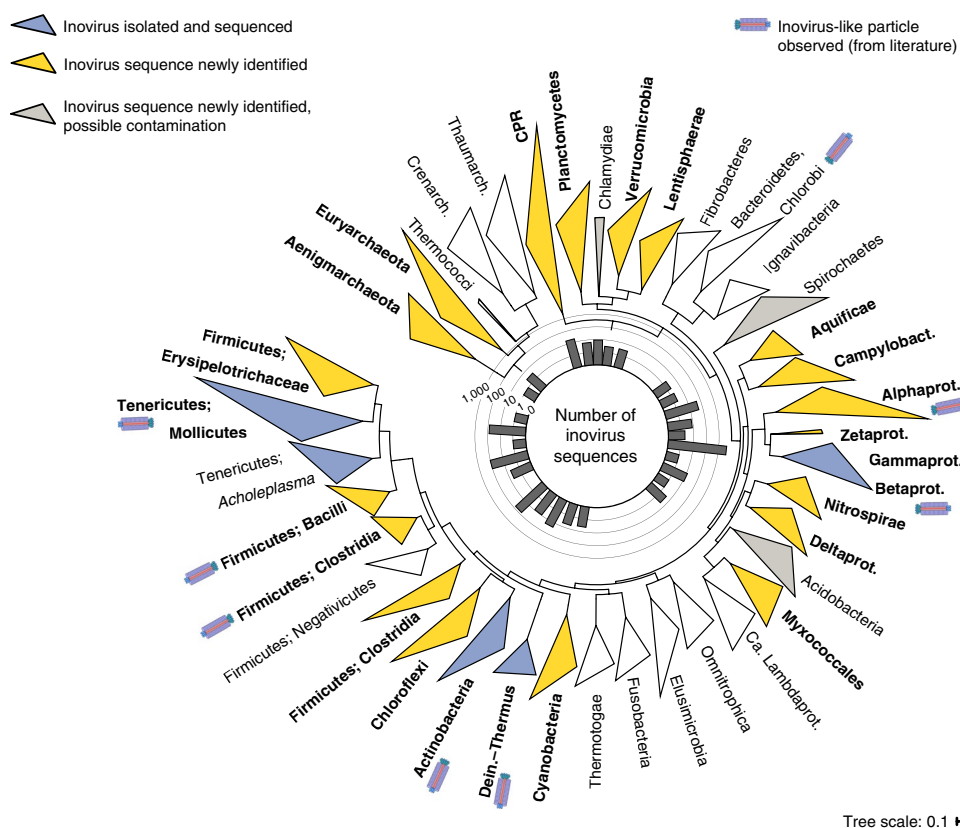 Inovirus isolated and sequenced
Inovirus sequence newly identified
Inovirus sequence newly identified,
possible contamination
Inovirus-like particle
observed (from literature)
Thaumarch.
Crenarch.
Thermococci
Euryarchaeota
Aenigmarchaeota
CPR
Planctomycetes
Chlamydiae
Verrucomicrobia
Lentisphaerae
Fibrobacteres
Bacteroidetes,
Chlorobi
Ignavibacteria
Spirochaetes
Aquificae
Campylobact.
Alphaprot.
Zetaprot.
Gammaprot.
Betaprot.
Nitrospirae
Deltaprot.
Acidobacteria
Myxococcales
Ca. Lambdaprot.
Omnitrophica
Elusimicrobia
Fusobacteria
Thermotogae
Cyanobacteria
Dein.–Thermus
Actinobacteria
Chloroflexi
Firmicutes; Clostridia
Firmicutes; Negativicutes
Firmicutes; Clostridia
Firmicutes; Bacilli
Tenericutes;
Acholeplasma
Tenericutes;
Mollicutes
Firmicutes;
Erysipelotrichaceae
1,000
100
10
1
0
Number of
inovirus
sequences
Tree scale: 0.1